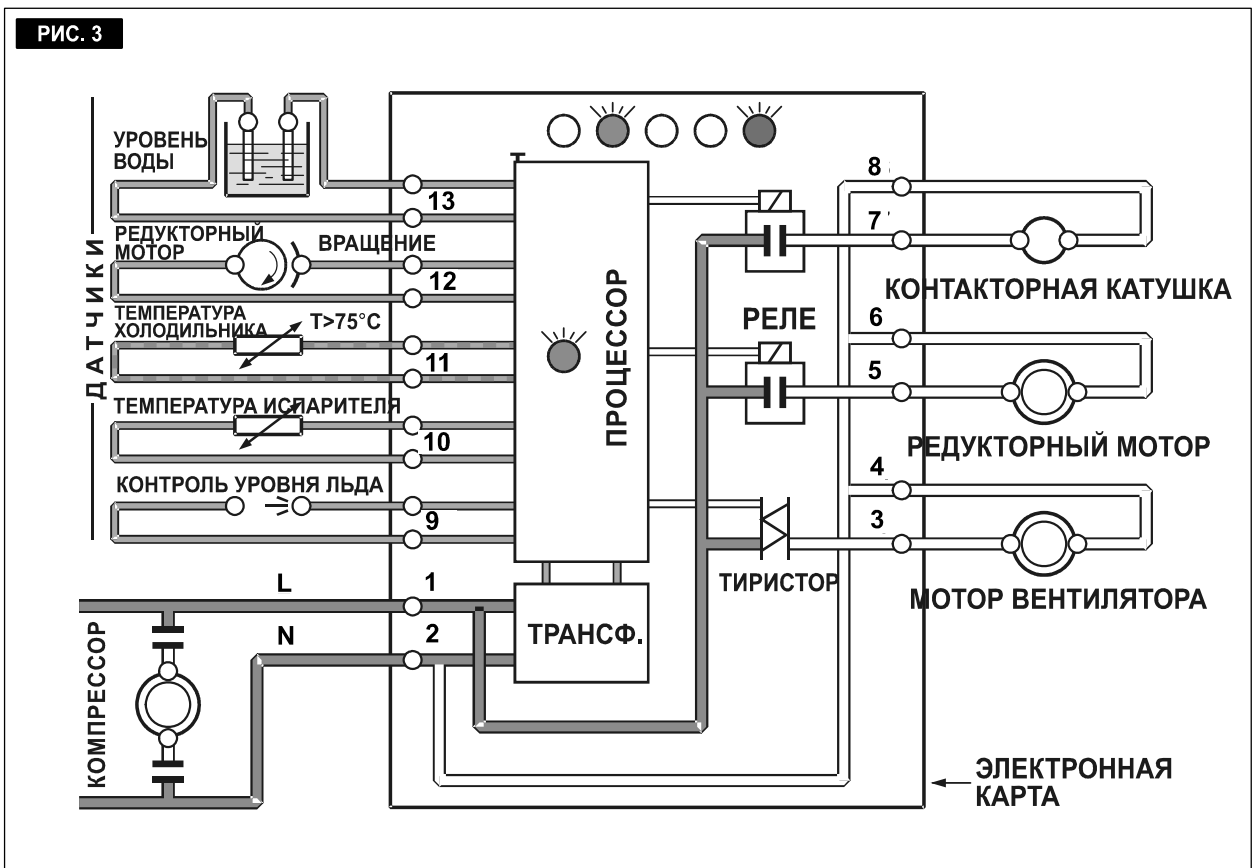 РИС. 3
УРОВЕНЬ
ВОДЫ
13
РЕДУКТОРНЫЙ
МОТОР
ВРАЩЕНИЕ
12
ТЕМПЕРАТУРА
ХОЛОДИЛЬНИКА
T>75°C
11
ТЕМПЕРАТУРА ИСПАРИТЕЛЯ
10
КОНТРОЛЬ УРОВНЯ ЛЬДА
9
ДАТЧИКИ
L
1
N
2
КОМПРЕССОР
ПРОЦЕССОР
ТРАНСФ.
РЕЛЕ
ТИРИСТОР
8
7
КОНТАКТОРНАЯ КАТУШКА
6
5
РЕДУКТОРНЫЙ МОТОР
4
3
МОТОР ВЕНТИЛЯТОРА
ЭЛЕКТРОННАЯ
КАРТА